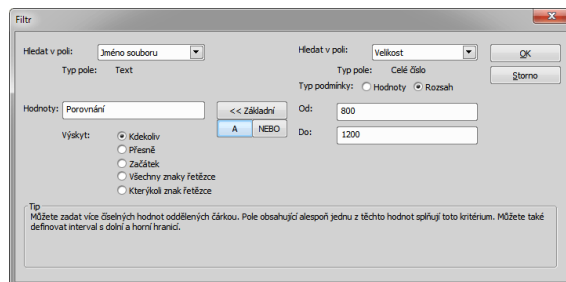 Filtr
x
Hledat v poli: Jméno souboru
Typ pole: Text
Hodnoty: Porovnání
Výskyt: Kdekoliv
Přesně
Začátek
Všechny znaky řetězce
Kterýkoli znak řetězce
<< Základní
A NEBO
Hledat v poli: Velikost
Typ pole: Celé číslo
Typ podmínky: Hodnoty Rozsah
Od: 800
Do: 1200
OK
Storno
Tip
Můžete zadat více číselných hodnot oddělených čárkou. Pole obsahující alespoň jednu z těchto hodnot splňují toto kritérium. Můžete také
definovat interval s dolní a horní hranicí.